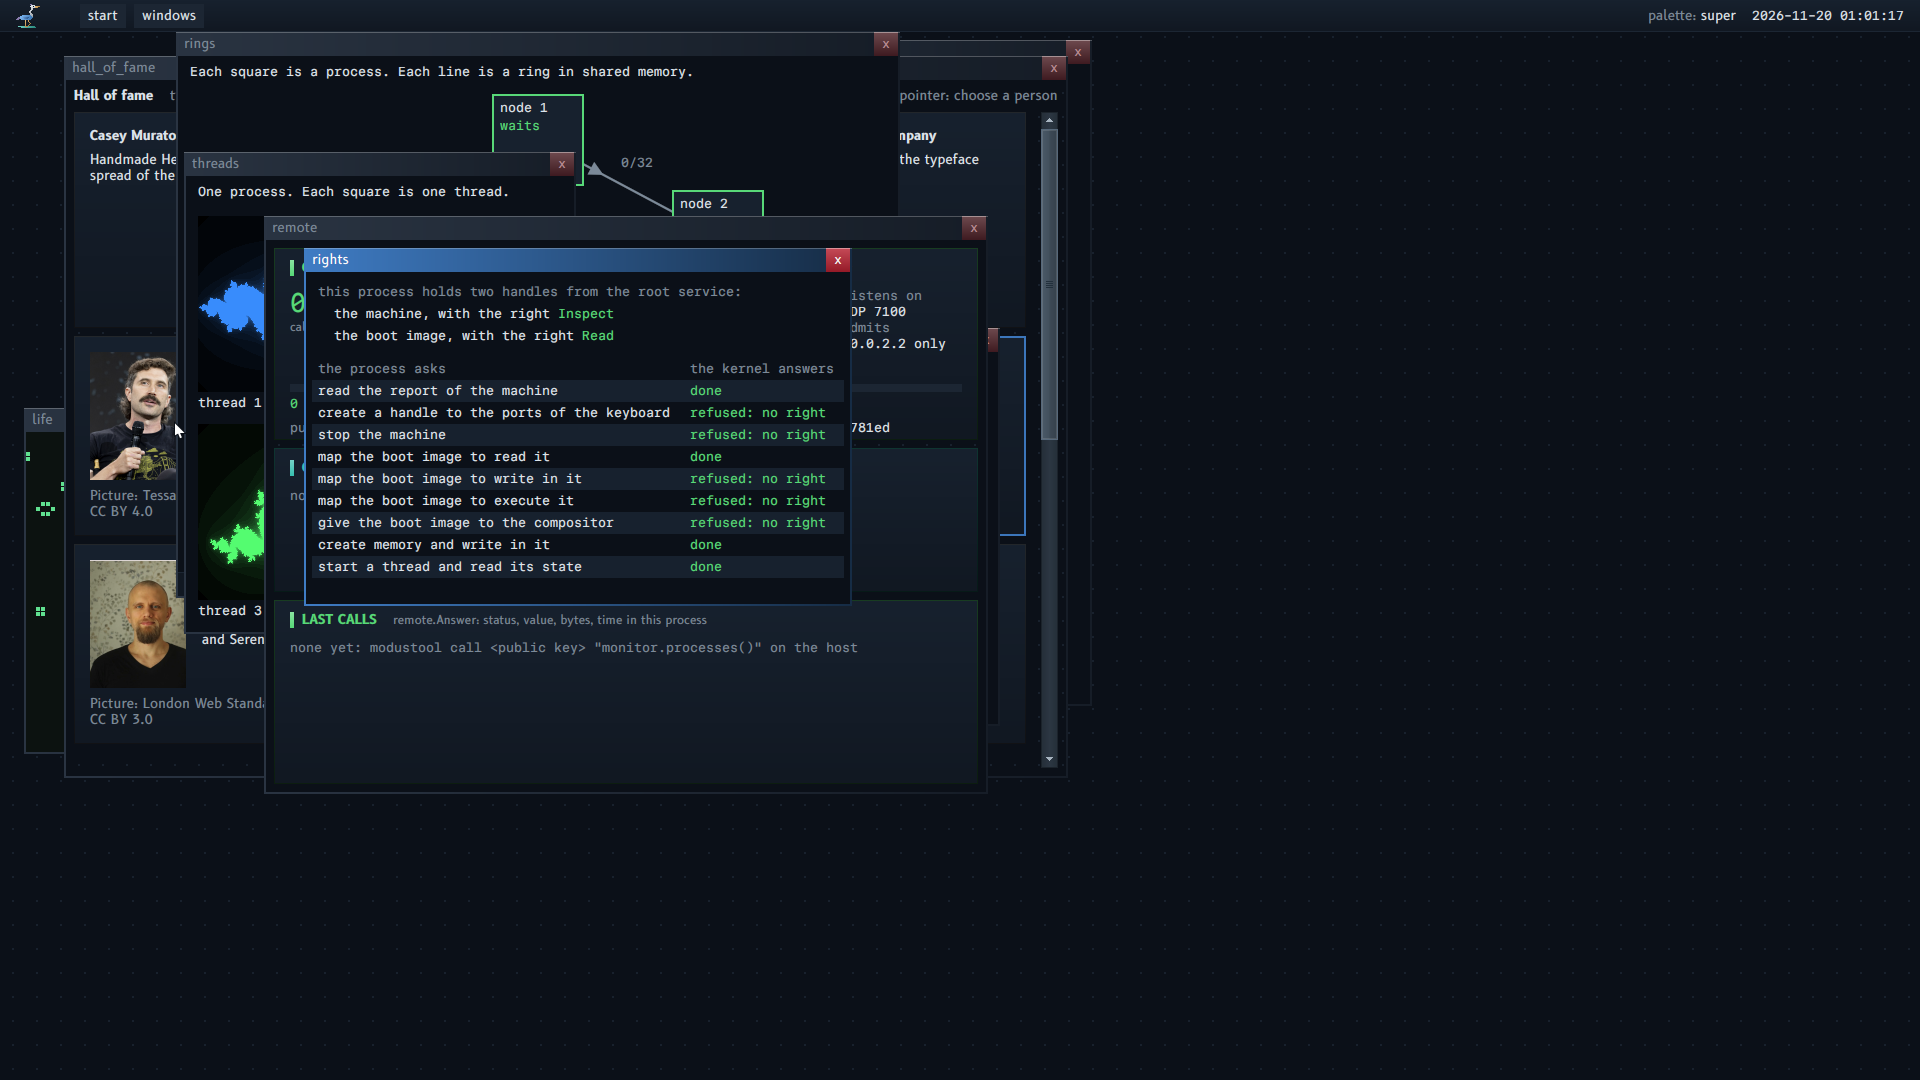 start windows palette: super 2026-11-20 01:01:17
rings x
x
hall_of_fame x
Each square is a process. Each line is a ring in shared memory.
Hall of fame pointer: choose a person
node 1
waits
Casey Murato
Handmade He
spread of the
the typeface
0/32
node 2
threads x
One process. Each square is one thread.
thread 1
thread 3
remote x
istens on
DP 7100
dmits
0.0.2.2 only
0
781ed
rights x
this process holds two handles from the root service:
the machine, with the right Inspect
the boot image, with the right Read
the process asks the kernel answers
read the report of the machine done
create a handle to the ports of the keyboard refused: no right
stop the machine refused: no right
map the boot image to read it done
map the boot image to write in it refused: no right
map the boot image to execute it refused: no right
give the boot image to the compositor refused: no right
create memory and write in it done
start a thread and read its state done
LAST CALLS remote.Answer: status, value, bytes, time in this process
none yet: modustool call <public key> "monitor.processes()" on the host
life
Picture: Tessa
CC BY 4.0
and Seren
Picture: London Web Standa
CC BY 3.0